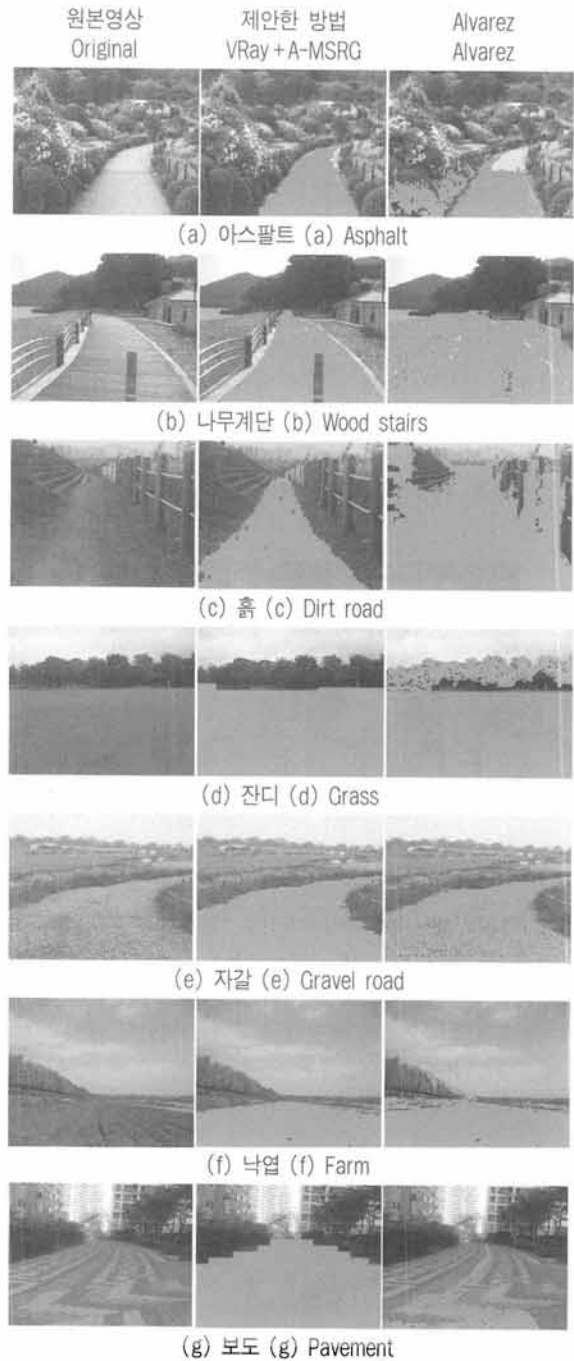 원본영상 제안한 방법 Alvarez
Original VRay + A-MSRG Alvarez
(a) 아스팔트 (a) Asphalt
(b) 나무계단 (b) Wood stairs
(c) 흙 (c) Dirt road
(d) 잔디 (d) Grass
(e) 자갈 (e) Gravel road
(f) 낙엽 (f) Farm
(g) 보도 (g) Pavement